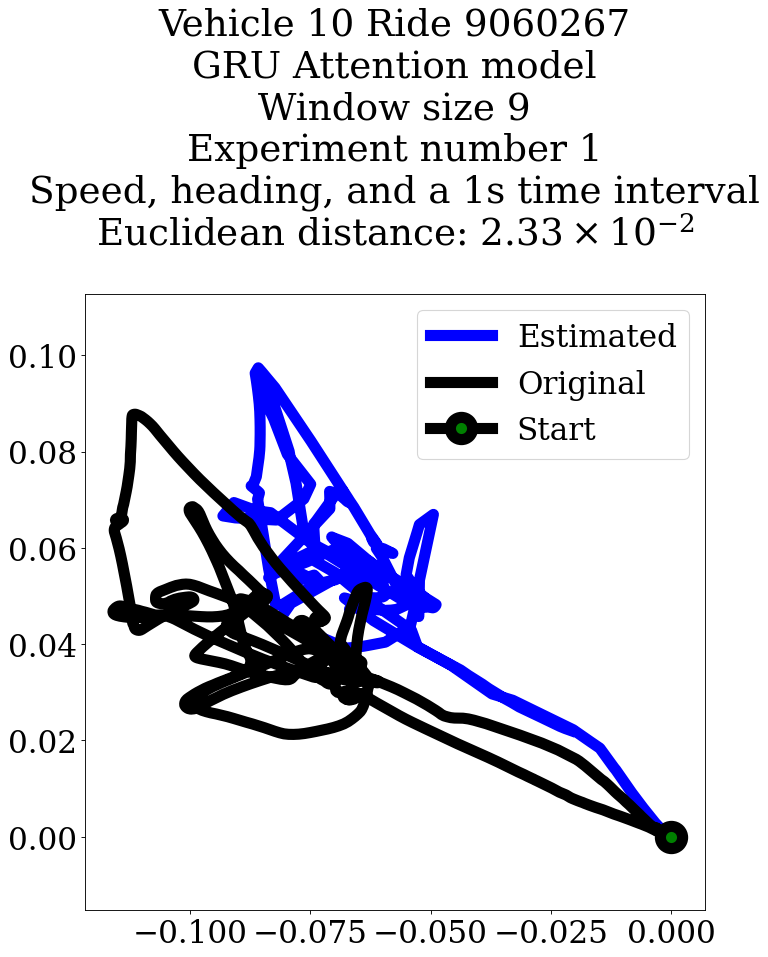 Vehicle 10 Ride 9060267
GRU Attention model
Window size 9
Experiment number 1
Speed, heading, and a 1s time interval
Euclidean distance: 2.33 × 10⁻²
Estimated
Original
Start
0.10
0.08
0.06
0.04
0.02
0.00
−0.100 −0.075 −0.050 −0.025 0.000